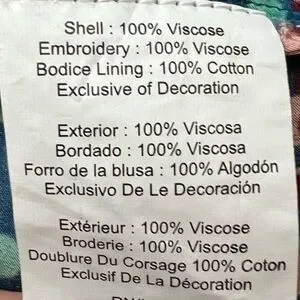 Shell : 100% Viscose
Embroidery : 100% Viscose
Bodice Lining : 100% Cotton
Exclusive of Decoration
Exterior : 100% Viscosa
Bordado : 100% Viscosa
Forro de la blusa : 100% Algodón
Exclusivo De Le Decoración
Extérieur : 100% Viscose
Broderie : 100% Viscose
Doublure Du Corsage 100% Coton
Exclusif De La Décoration